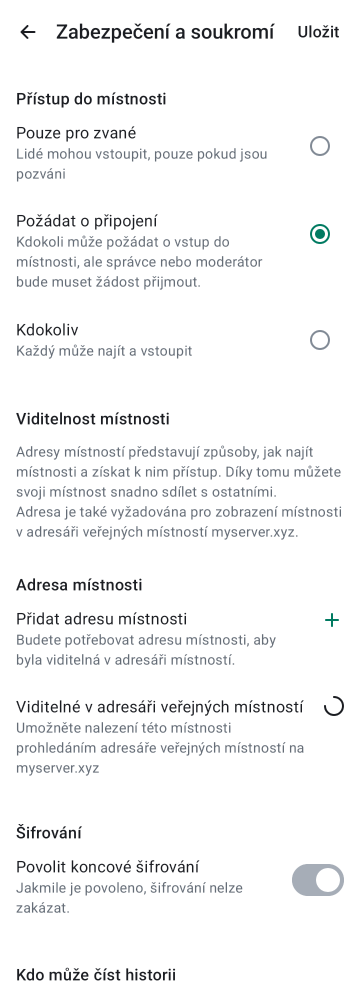 Zabezpečení a soukromí
Uložit
Přístup do místnosti
Pouze pro zvané
Lidé mohou vstoupit, pouze pokud jsou
pozváni
Požádat o připojení
Kdokoli může požádat o vstup do
místnosti, ale správce nebo moderátor
bude muset žádost přijmout.
Kdokoliv
Každý může najít a vstoupit
Viditelnost místnosti
Adresy místností představují způsoby, jak najít
místnosti a získat k nim přístup. Díky tomu můžete
svoji místnost snadno sdílet s ostatními.
Adresa je také vyžadována pro zobrazení místnosti
v adresáři veřejných místností myserver.xyz.
Adresa místnosti
Přidat adresu místnosti
Budete potřebovat adresu místnosti, aby
byla viditelná v adresáři místností.
Viditelné v adresáři veřejných místností
Umožněte nalezení této místnosti
prohledáním adresáře veřejných místností na
myserver.xyz
Šifrování
Povolit koncové šifrování
Jakmile je povoleno, šifrování nelze
zakázat.
Kdo může číst historii